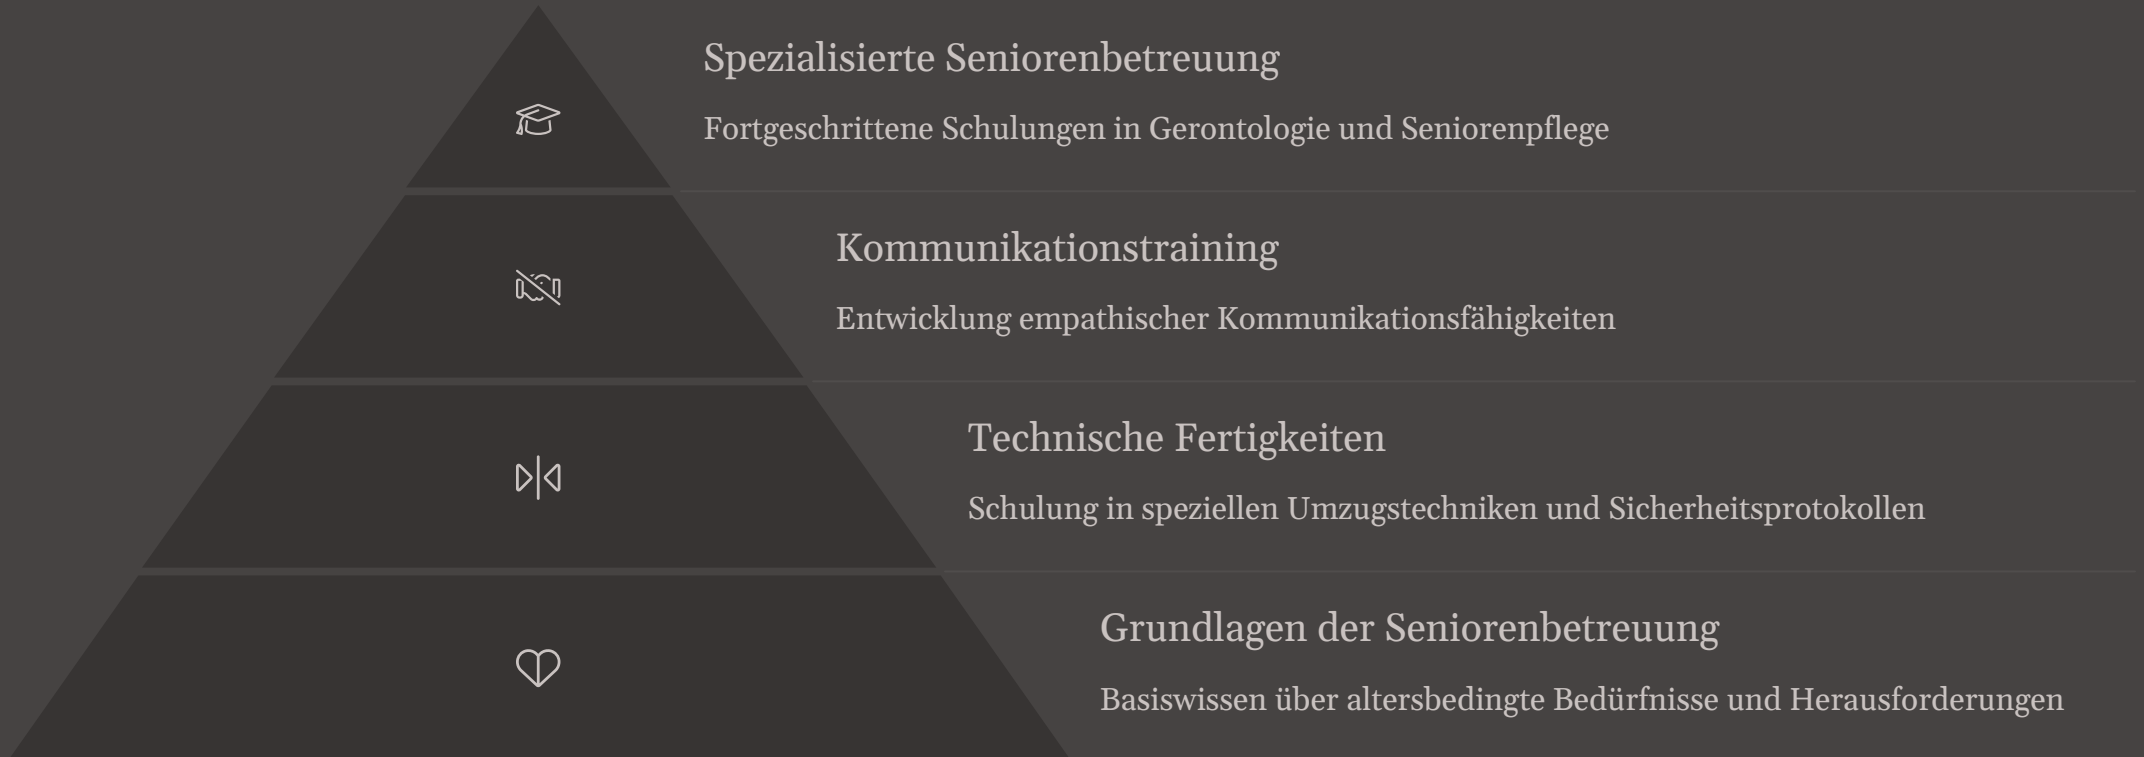 Spezialisierte Seniorenbetreuung
Fortgeschrittene Schulungen in Gerontologie und Seniorenpflege
Kommunikationstraining
Entwicklung empathischer Kommunikationsfähigkeiten
Technische Fertigkeiten
Schulung in speziellen Umzugstechniken und Sicherheitsprotokollen
Grundlagen der Seniorenbetreuung
Basiswissen über altersbedingte Bedürfnisse und Herausforderungen